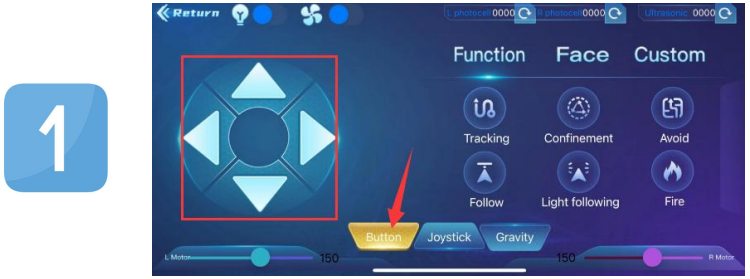 1
Return
L photocell 0000 R photocell 0000 Ultrasonic 0000
Function Face Custom
Tracking Confinement Avoid
Follow Light following Fire
Button Joystick Gravity
L Motor 150 150 R Motor